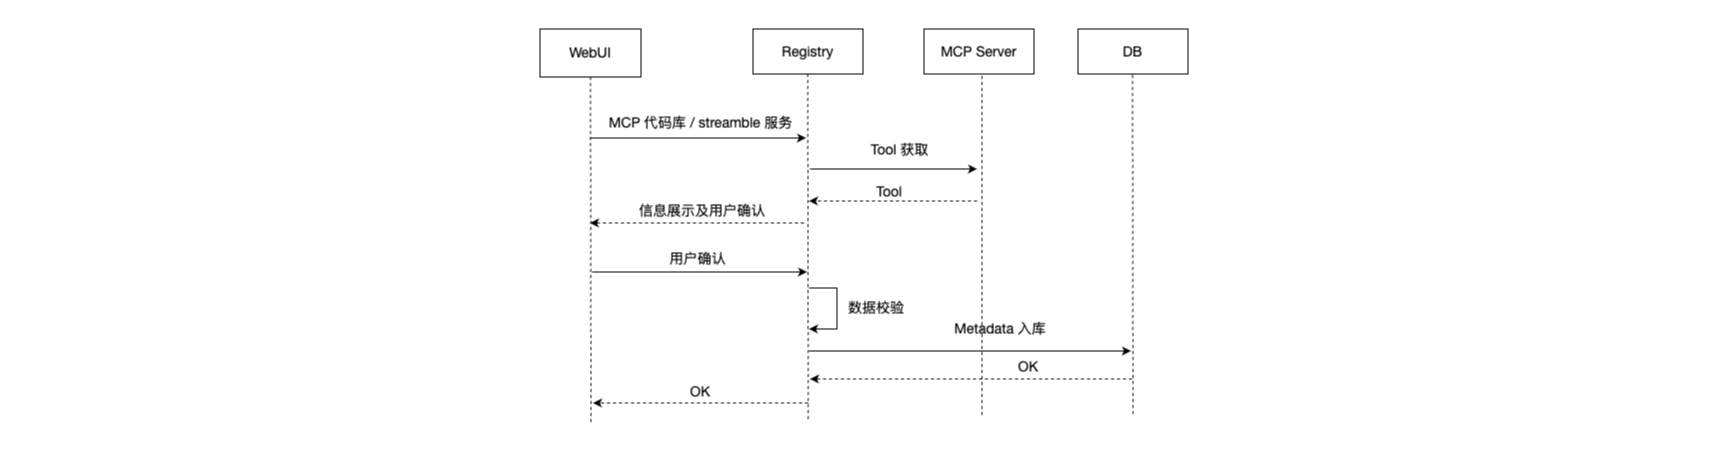 WebUI
Registry
MCP Server
DB
MCP 代码库 / streamble 服务
Tool 获取
Tool
信息展示及用户确认
用户确认
数据校验
Metadata 入库
OK
OK